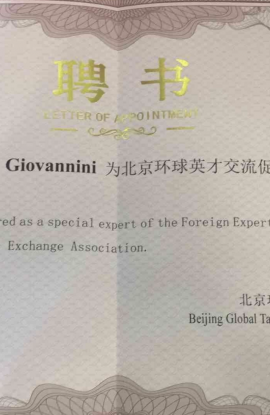 聘书
LETTER OF APPOINTMENT
Giovannini 为北京环球英才交流促
red as a special expert of the Foreign Expert
Exchange Association.
北京环
Beijing Global Ta